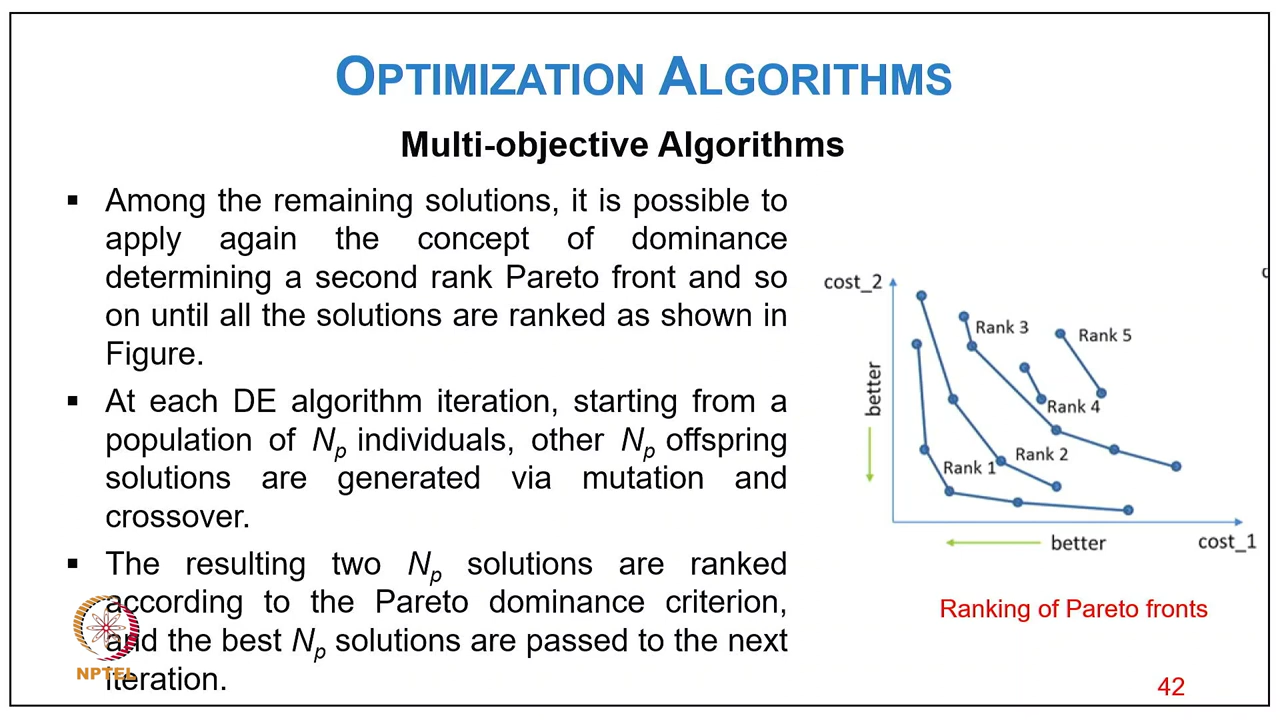 OPTIMIZATION ALGORITHMS
Multi-objective Algorithms
▪ Among the remaining solutions, it is possible to
apply again the concept of dominance
determining a second rank Pareto front and so
on until all the solutions are ranked as shown in
Figure.
▪ At each DE algorithm iteration, starting from a
population of Np individuals, other Np offspring
solutions are generated via mutation and
crossover.
▪ The resulting two Np solutions are ranked
according to the Pareto dominance criterion,
and the best Np solutions are passed to the next
iteration.
NPTEL
cost_2
better
Rank 3
Rank 5
Rank 4
Rank 2
Rank 1
better
cost_1
Ranking of Pareto fronts
42